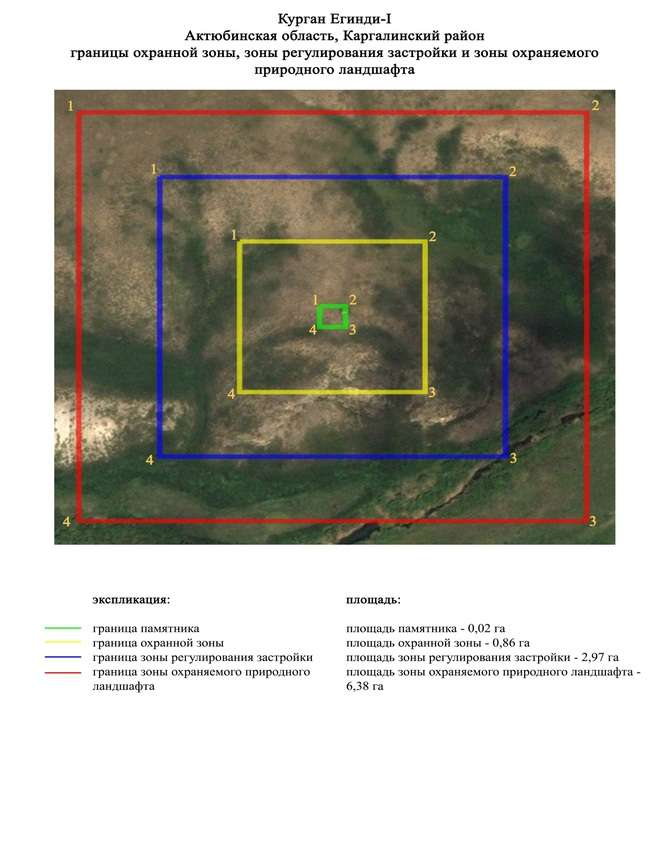 Курган Егинди-I
Актюбинская область, Каргалинский район
границы охранной зоны, зоны регулирования застройки и зоны охраняемого
природного ландшафта
1 2
1 2
1 2
1 2
4 3
4 3
4 3
4 3
экспликация: площадь:
граница памятника площадь памятника - 0,02 га
граница охранной зоны площадь охранной зоны - 0,86 га
граница зоны регулирования застройки площадь зоны регулирования застройки - 2,97 га
граница зоны охраняемого природного площадь зоны охраняемого природного ландшафта -
ландшафта 6,38 га